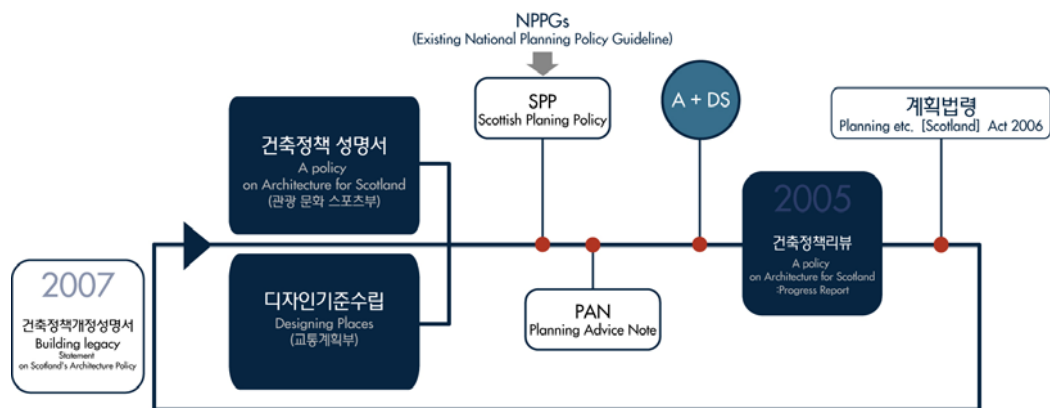 NPPGs
(Existing National Planning Policy Guideline)
SPP
Scottish Planing Policy
A + DS
계획법령
Planning etc, [Scotland] Act 2006
건축정책 성명서
A policy
on Architecture for Scotland
(관광 문화 스포츠부)
2005
건축정책리뷰
A policy
on Architecture for Scotland
:Progress Report
2007
건축정책개정성명서
Building legacy
Statement
on Scotland's Architecture Policy
디자인기준수립
Designing Places
(교통계획부)
PAN
Planning Advice Note